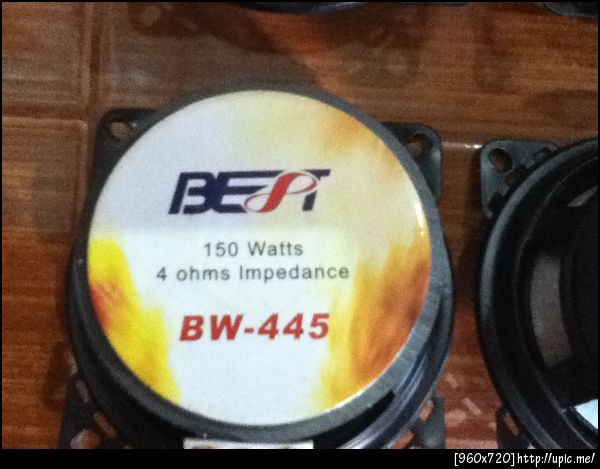 BEST
150 Watts
4 ohms Impedance
BW-445
[960x720]http://upic.me/